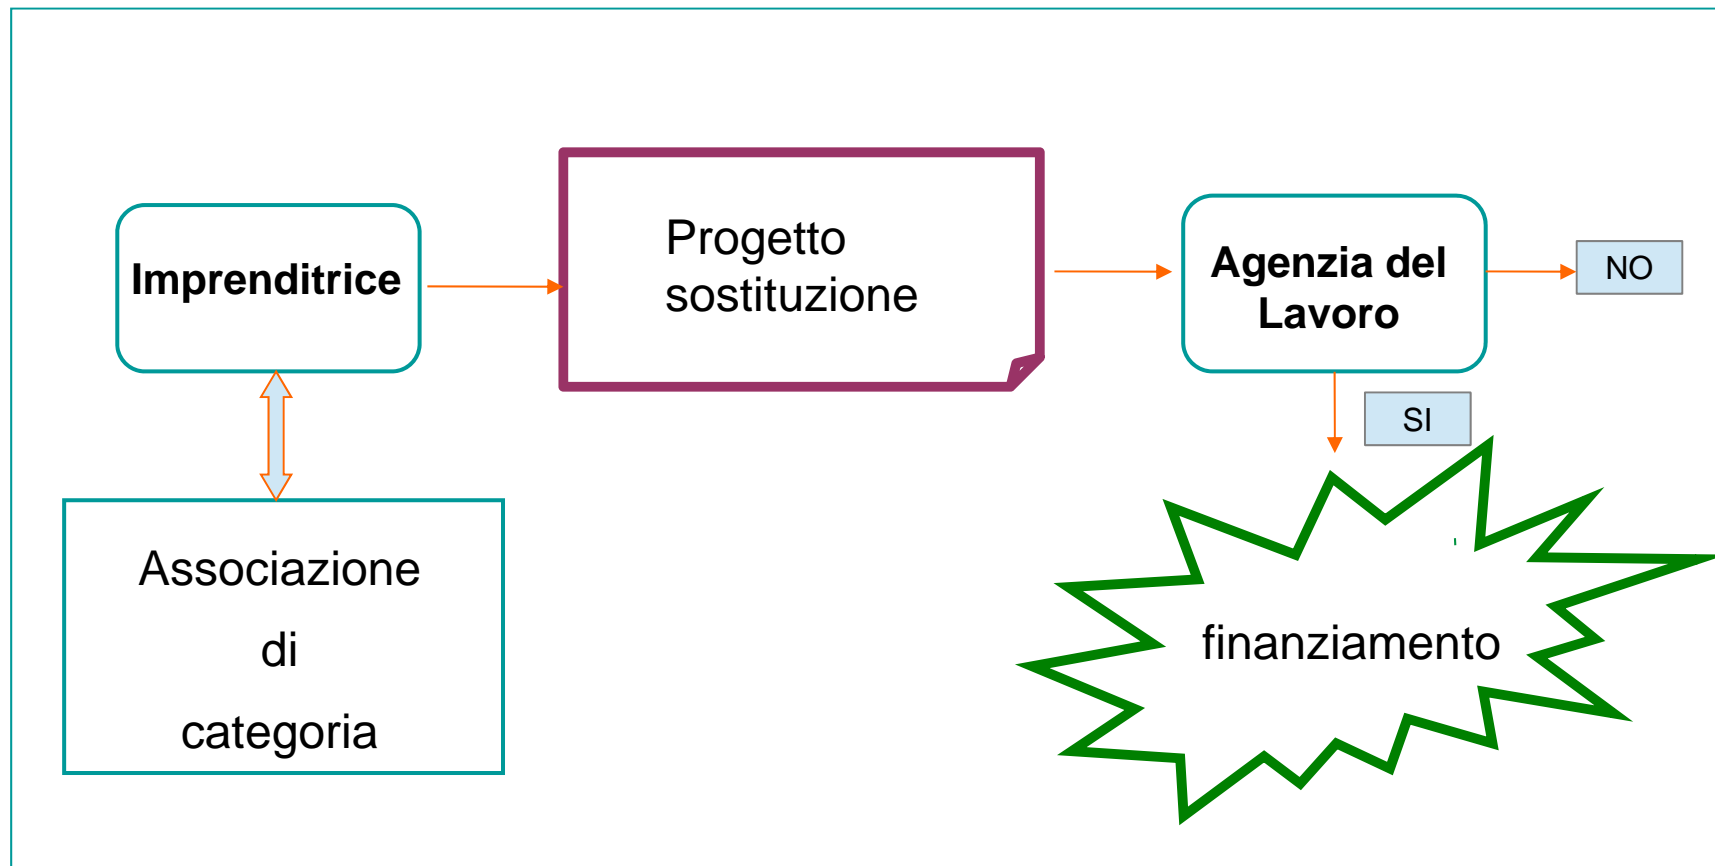 Imprenditrice
Progetto
sostituzione
Agenzia del
Lavoro
NO
SI
Associazione
di
categoria
finanziamento